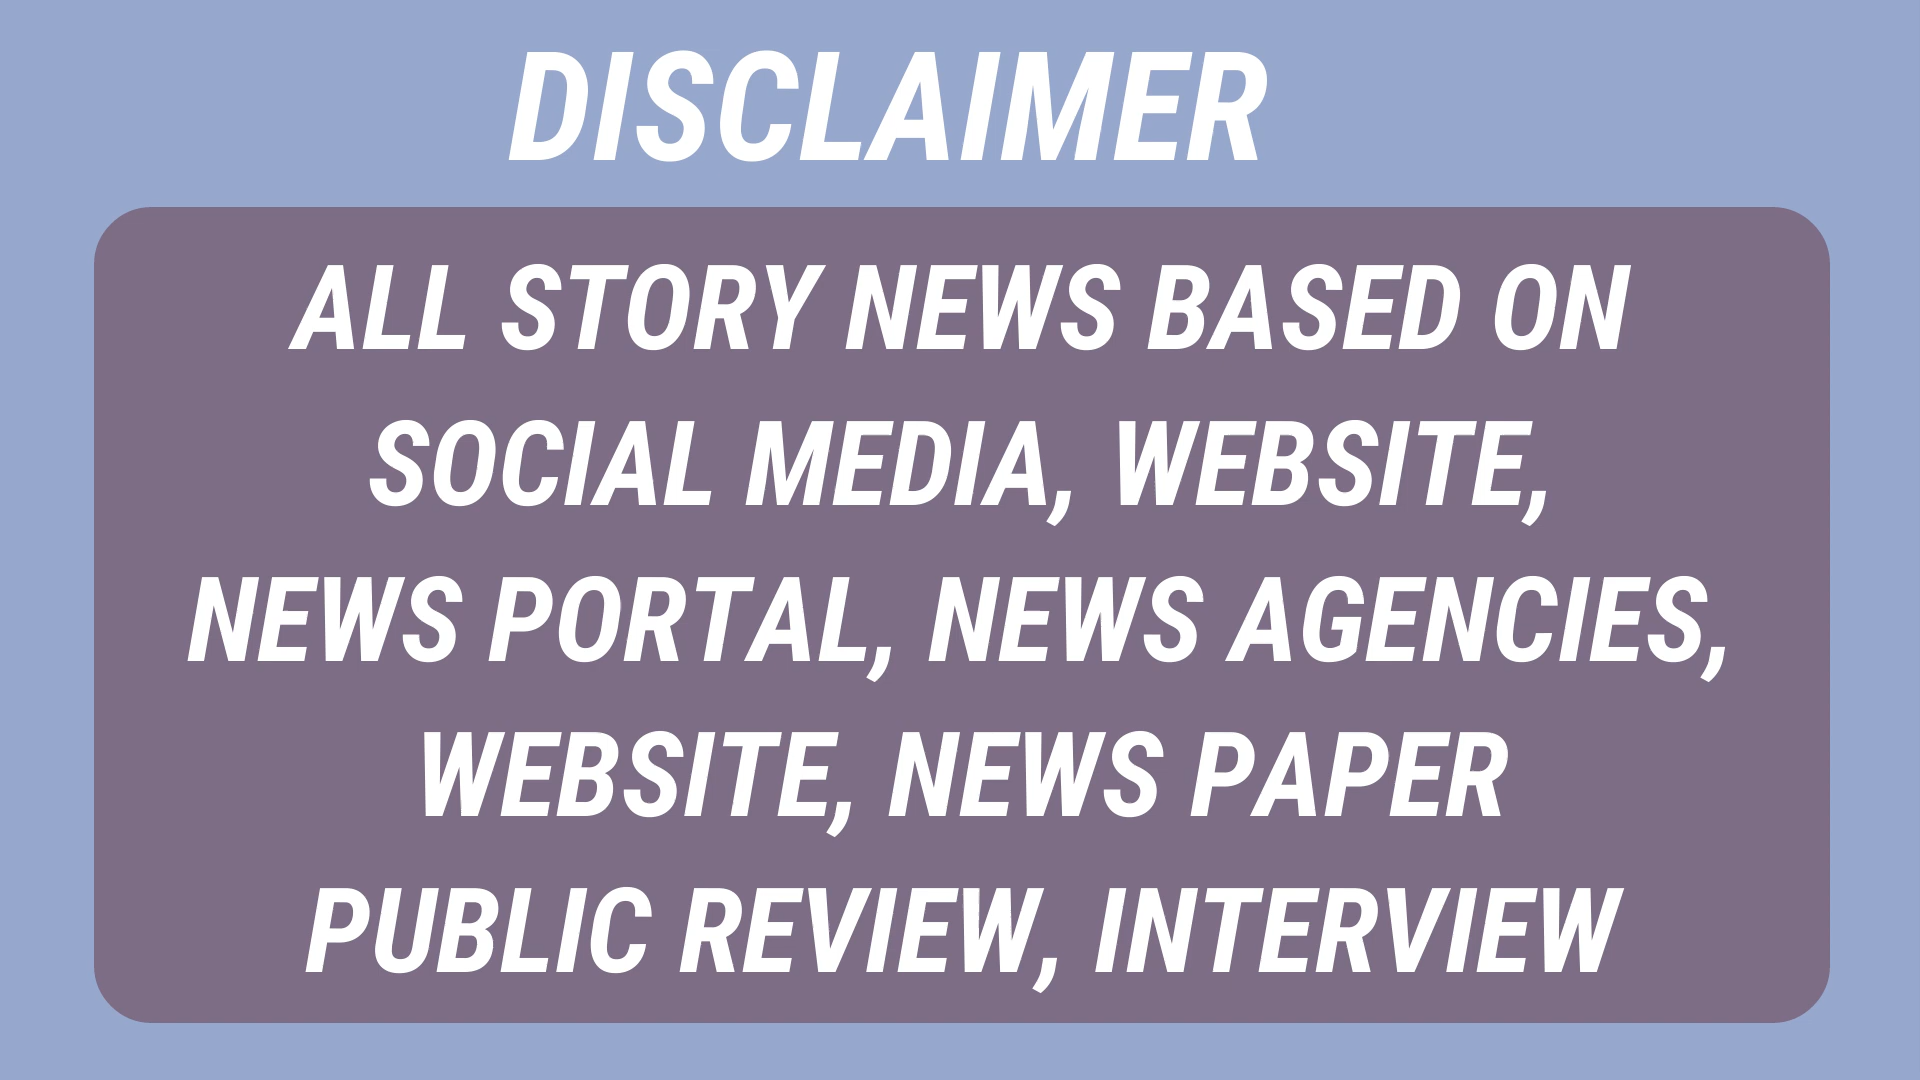 DISCLAIMER
ALL STORY NEWS BASED ON
SOCIAL MEDIA, WEBSITE,
NEWS PORTAL, NEWS AGENCIES,
WEBSITE, NEWS PAPER
PUBLIC REVIEW, INTERVIEW